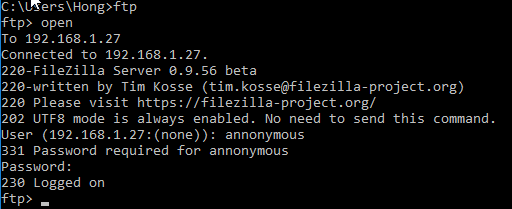 C:\Users\Hong>ftp
ftp> open
To 192.168.1.27
Connected to 192.168.1.27.
220-FileZilla Server 0.9.56 beta
220-written by Tim Kosse (tim.kosse@filezilla-project.org)
220 Please visit https://filezilla-project.org/
202 UTF8 mode is always enabled. No need to send this command.
User (192.168.1.27:(none)): annonymous
331 Password required for annonymous
Password:
230 Logged on
ftp>